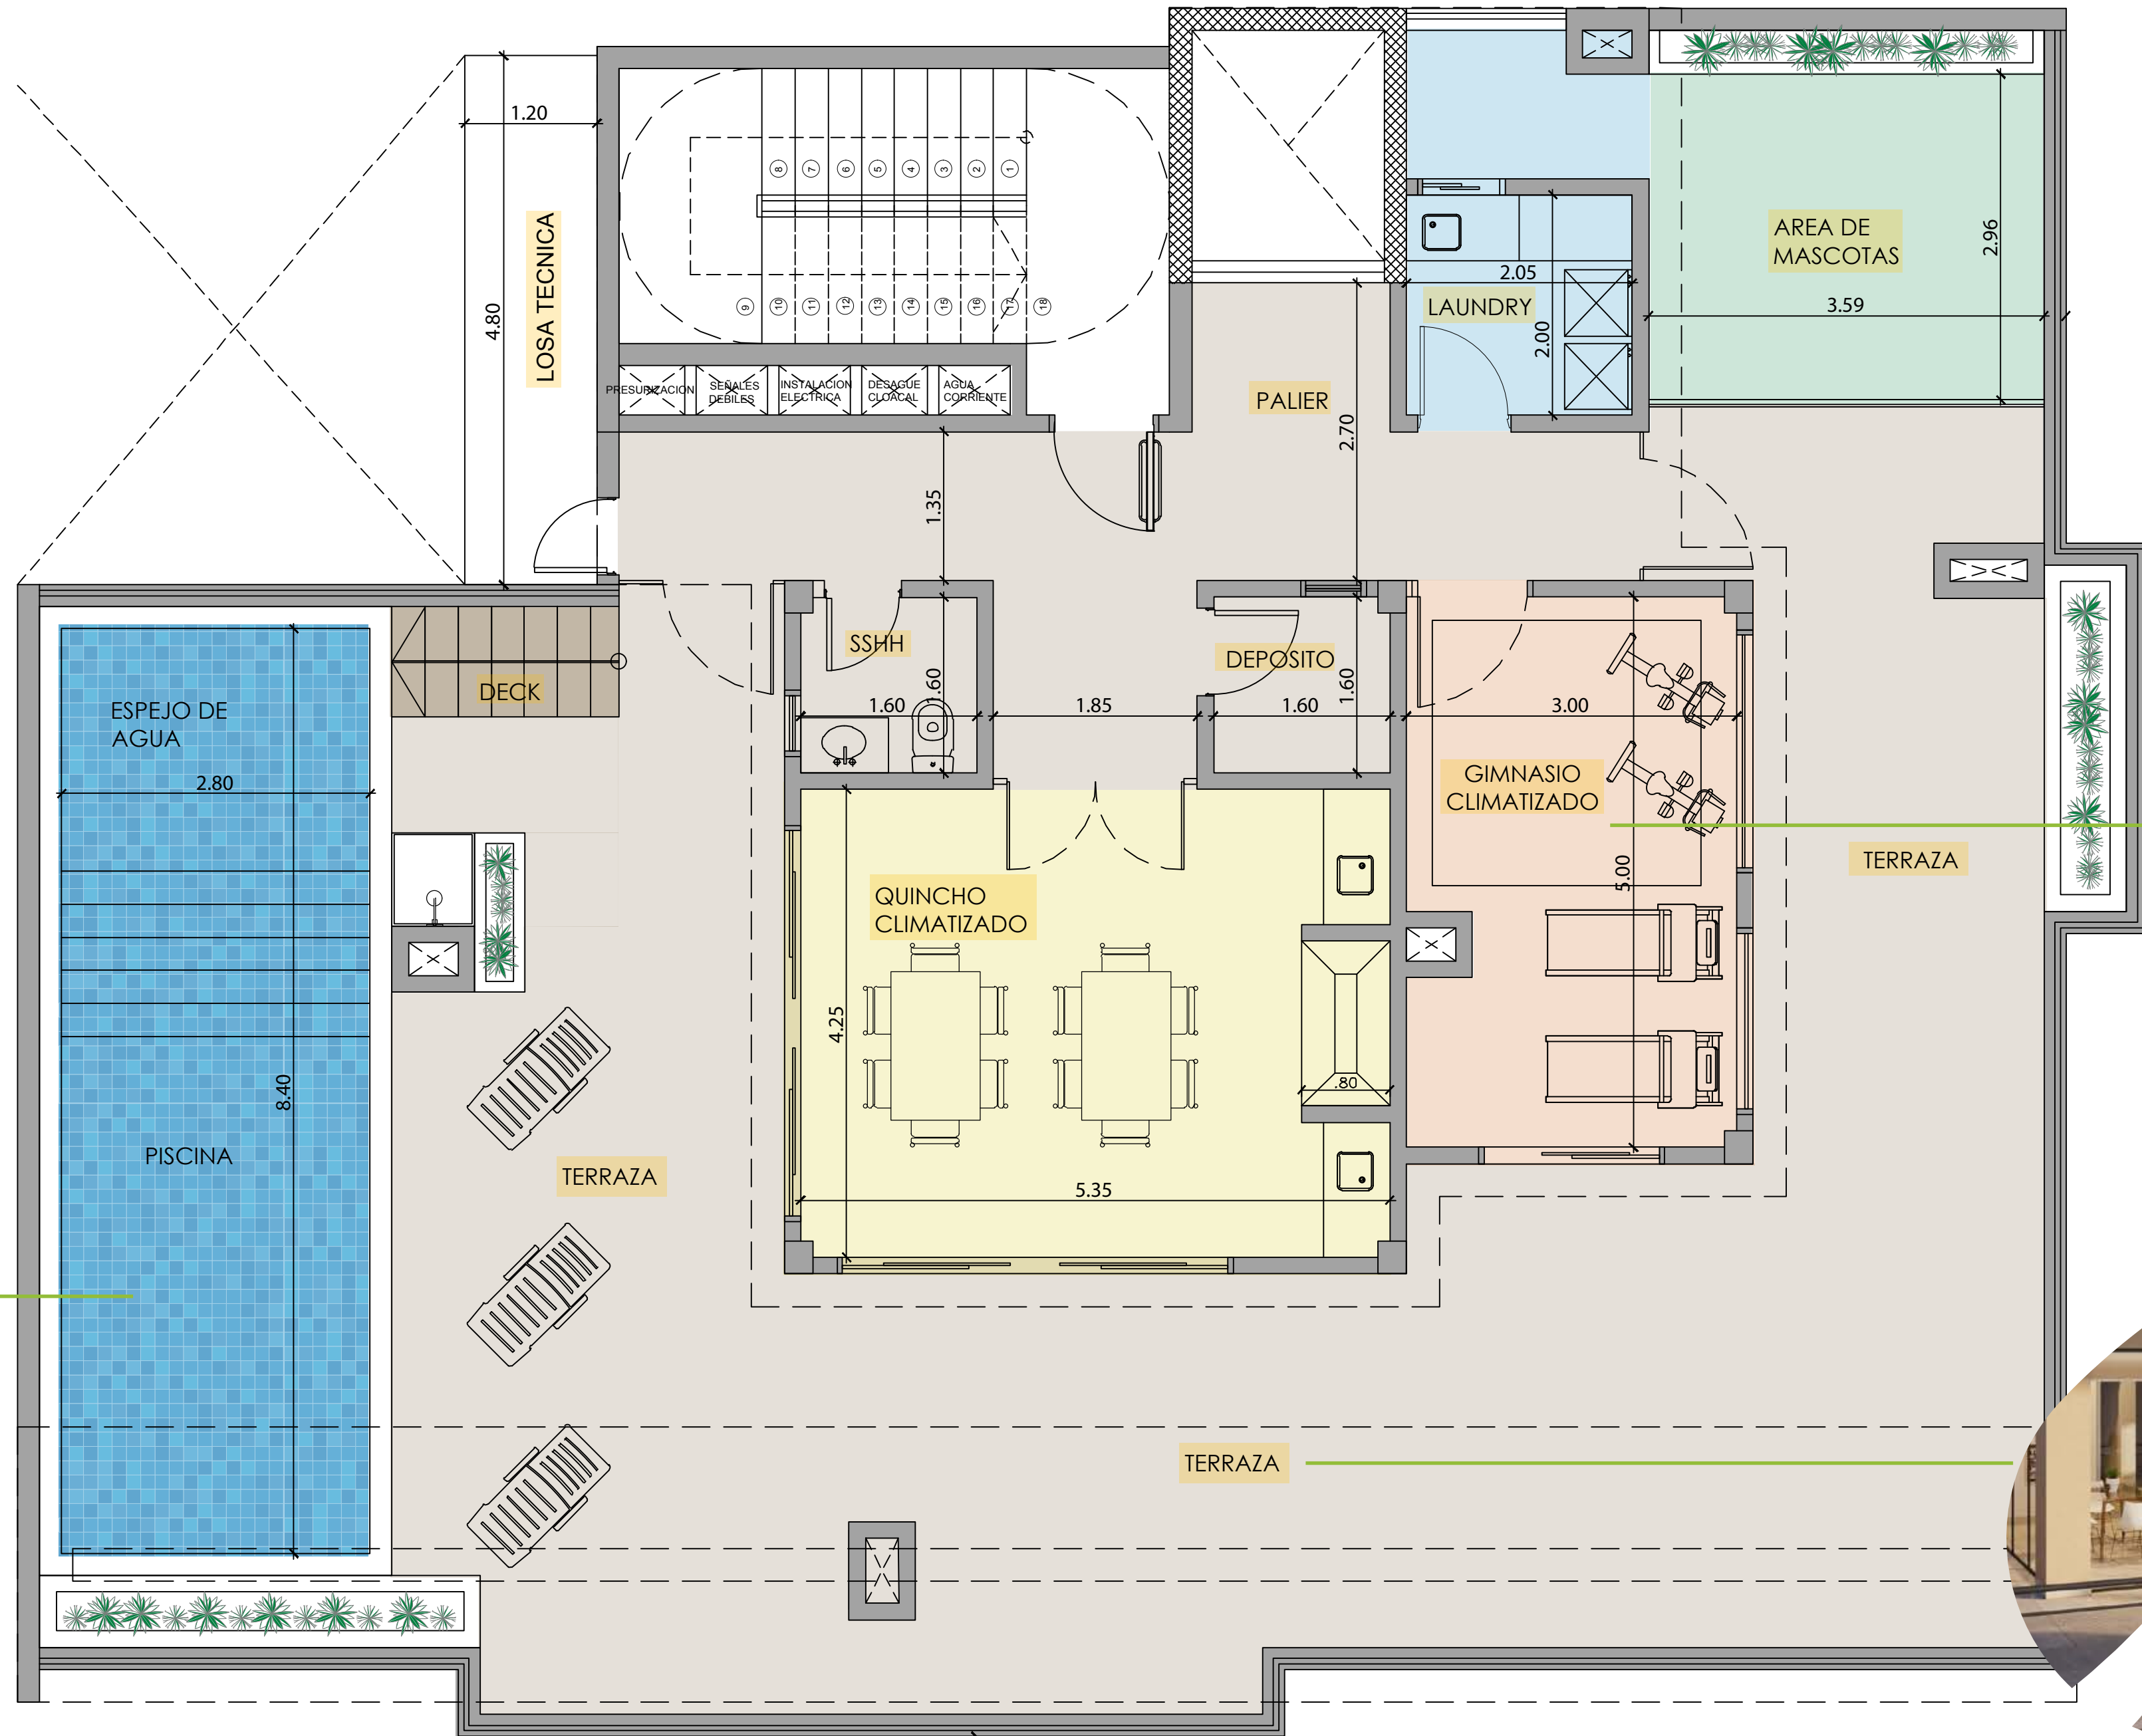 1.20
4.80
LOSA TECNICA
8
7
6
5
4
3
2
1
9
10
11
12
13
14
15
16
17
18
PRESURIZACION
SEÑALES
DEBILES
INSTALACION
ELECTRICA
DESAGÜE
CLOACAL
AGUA
CORRIENTE
PALIER
2.70
1.35
2.05
LAUNDRY
2.00
AREA DE
MASCOTAS
2.96
3.59
DECK
ESPEJO DE
AGUA
2.80
8.40
PISCINA
SSHH
1.60
1.60
1.85
DEPOSITO
1.60
1.60
3.00
GIMNASIO
CLIMATIZADO
5.00
TERRAZA
QUINCHO
CLIMATIZADO
4.25
.80
5.35
TERRAZA
TERRAZA